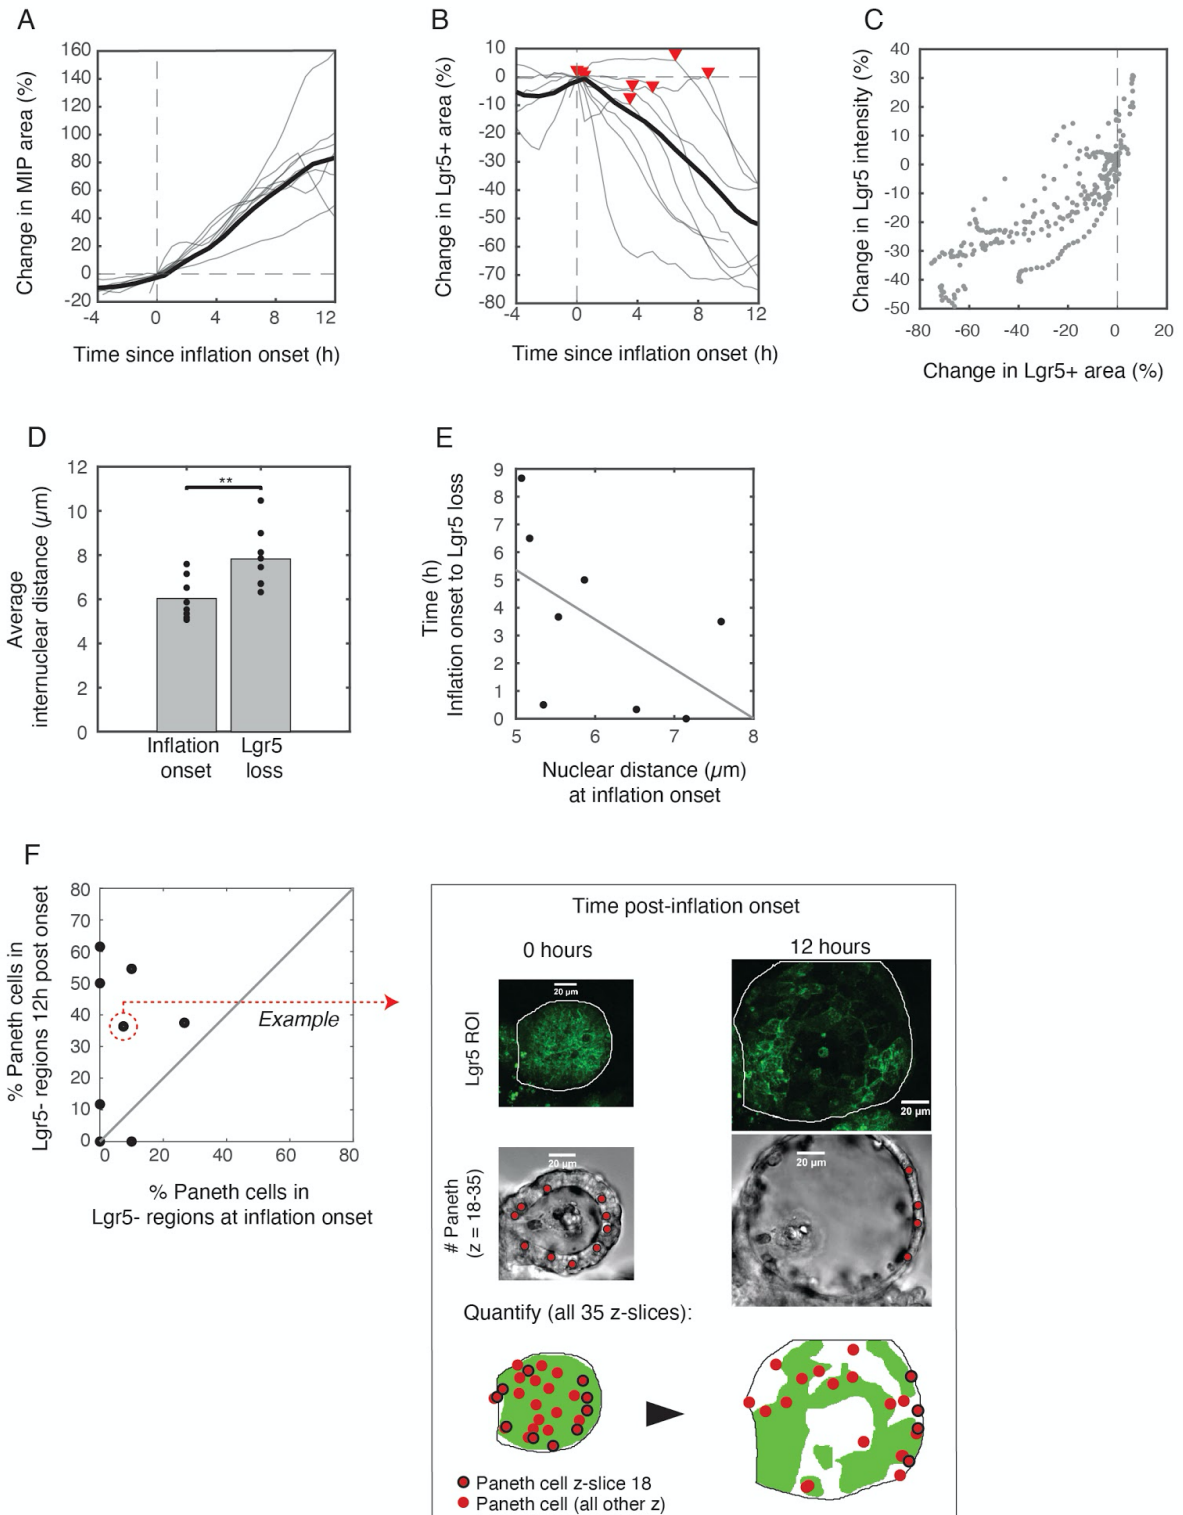 A
Change in MIP area (%)
160
140
120
100
80
60
40
20
0
-20
-4
0
4
8
12
Time since inflation onset (h)
B
Change in Lgr5+ area (%)
10
0
-10
-20
-30
-40
-50
-60
-70
-80
-4
0
4
8
12
Time since inflation onset (h)
C
Change in Lgr5 intensity (%)
40
30
20
10
0
-10
-20
-30
-40
-50
-80
-60
-40
-20
0
20
Change in Lgr5+ area (%)
D
Average
internuclear distance (µm)
12
10
8
6
4
2
0
**
Inflation
onset
Lgr5
loss
E
Time (h)
Inflation onset to Lgr5 loss
9
8
7
6
5
4
3
2
1
0
5
6
7
8
Nuclear distance (µm)
at inflation onset
F
% Paneth cells in
Lgr5- regions 12h post onset
80
70
60
50
40
30
20
10
0
0
20
40
60
80
Example
% Paneth cells in
Lgr5- regions at inflation onset
Time post-inflation onset
0 hours
12 hours
Lgr5 ROI
20 µm
20 µm
# Paneth
(z = 18-35)
20 µm
20 µm
Quantify (all 35 z-slices):
Paneth cell z-slice 18
Paneth cell (all other z)